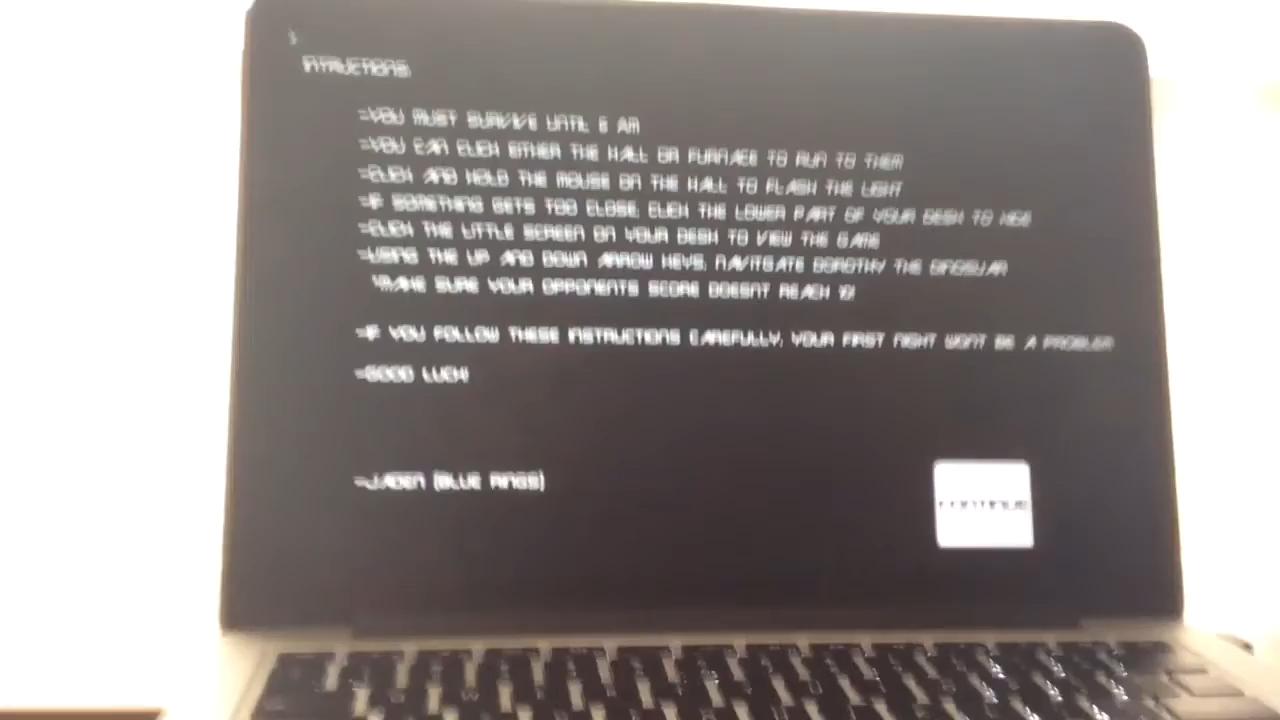 INTRUCTIONS:
-YOU MUST SURVIVE UNTIL 6 AM
-YOU CAN CLICK EITHER THE HALL OR FURNACE TO RUN TO THEM
-CLICK AND HOLD THE MOUSE ON THE HALL TO FLASH THE LIGHT
-IF SOMETHING GETS TOO CLOSE, CLICK THE LOWER PART OF YOUR DESK TO HIDE
-CLICK THE LITTLE SCREEN ON YOUR DESK TO VIEW THE GAME
-USING THE UP AND DOWN ARROW KEYS, NAVITGATE DOROTHY THE DINOSUAR
MAKE SURE YOUR OPPONENTS SCORE DOESNT REACH
-IF YOU FOLLOW THESE INSTRUCTIONS CAREFULLY, YOUR FIRST NIGHT WONT BE A PROBLEM
-GOOD LUCK!
-JADEN (BLUE RINGS)
CONTINUE